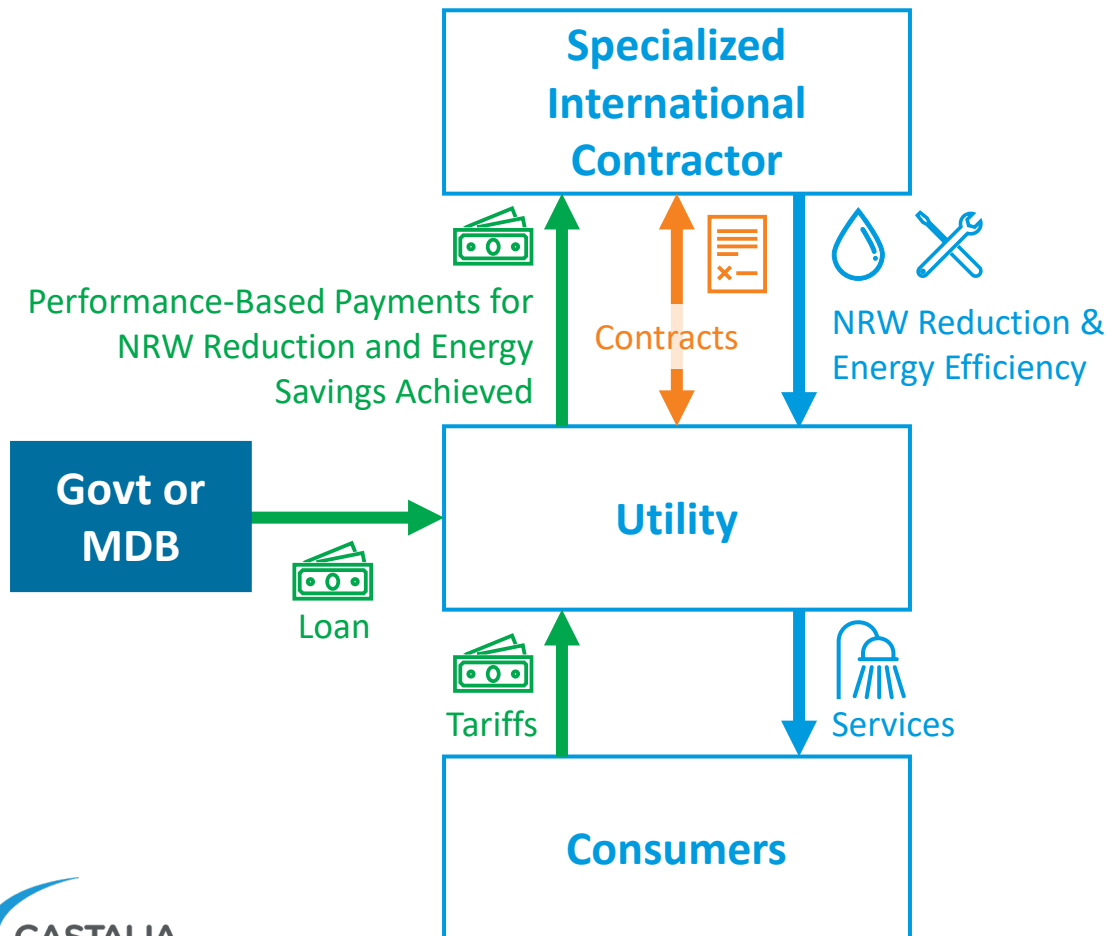 Specialized
International
Contractor
Performance-Based Payments for
NRW Reduction and Energy
Savings Achieved
Contracts
NRW Reduction &
Energy Efficiency
Govt or
MDB
Utility
Loan
Tariffs
Services
Consumers
CASTALIA